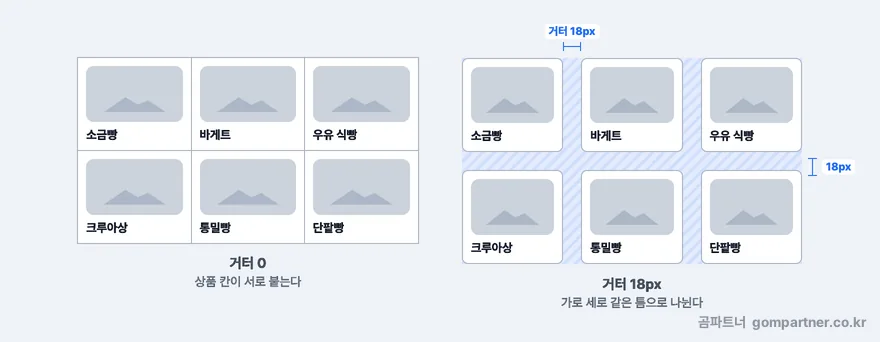 거터 18px
소금빵 바게트 우유 식빵
크루아상 통밀빵 단팥빵
거터 0
상품 칸이 서로 붙는다
소금빵 바게트 우유 식빵
18px
크루아상 통밀빵 단팥빵
거터 18px
가로 세로 같은 틈으로 나뉜다
곰파트너 gompartner.co.kr